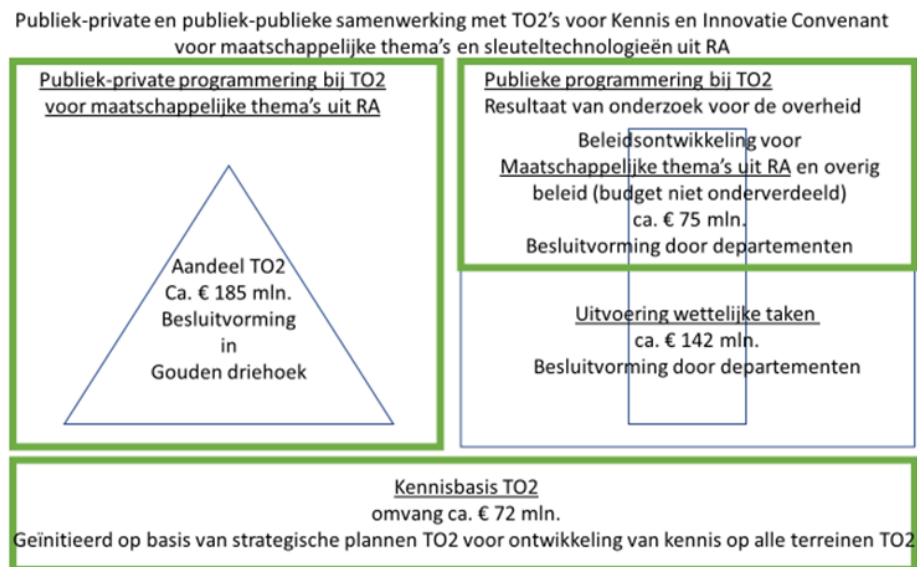 Publiek-private en publiek-publieke samenwerking met TO2's voor Kennis en Innovatie Convenant
voor maatschappelijke thema's en sleuteltechnologieën uit RA
Publiek-private programmering bij TO2
voor maatschappelijke thema's uit RA
Aandeel TO2
Ca. € 185 mln.
Besluitvorming
in
Gouden driehoek
Publieke programmering bij TO2
Resultaat van onderzoek voor de overheid
Beleidsontwikkeling voor
Maatschappelijke thema's uit RA en overig
beleid (budget niet onderverdeeld)
ca. € 75 mln.
Besluitvorming door departementen
Uitvoering wettelijke taken
ca. € 142 mln.
Besluitvorming door departementen
Kennisbasis TO2
omvang ca. € 72 mln.
Geïnitieerd op basis van strategische plannen TO2 voor ontwikkeling van kennis op alle terreinen TO2